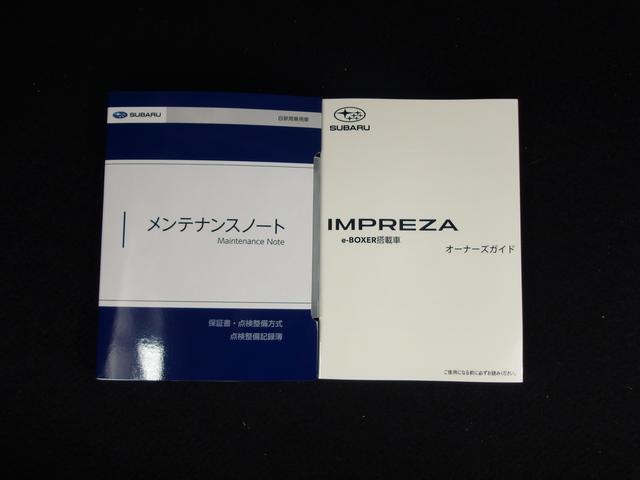 SUBARU
自家用乗用車
メンテナンスノート
Maintenance Note
保証書・点検整備方式
点検整備記録簿
SUBARU
IMPREZA
e-BOXER搭載車
オーナーズガイド
ご使用になる前に必ずお読みください。